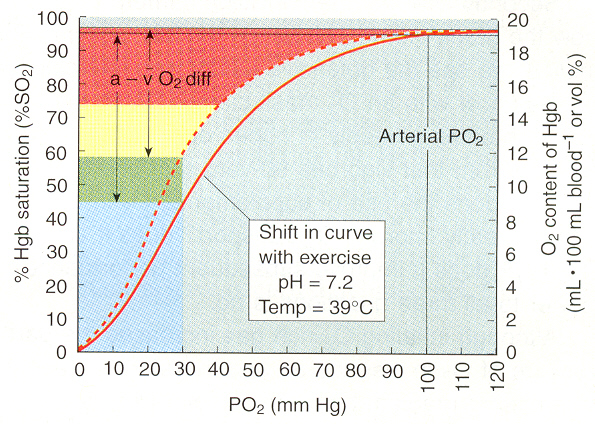 % Hgb saturation (%SO₂)
100
90
80
70
60
50
40
30
20
10
0
a – v̄ O₂ diff
Arterial PO₂
Shift in curve
with exercise
pH = 7.2
Temp = 39°C
20
18
16
14
12
10
8
6
4
2
0
O₂ content of Hgb
(mL • 100 mL blood⁻¹ or vol %)
0 10 20 30 40 50 60 70 80 90 100 110 120
PO₂ (mm Hg)